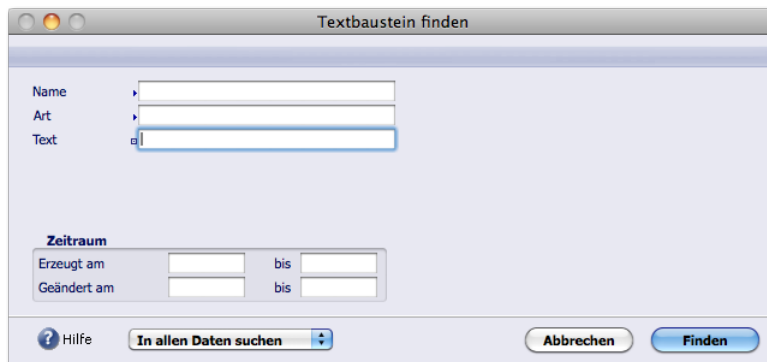 Textbaustein finden
Name
Art
Text
Zeitraum
Erzeugt am bis
Geändert am bis
? Hilfe In allen Daten suchen Abbrechen Finden